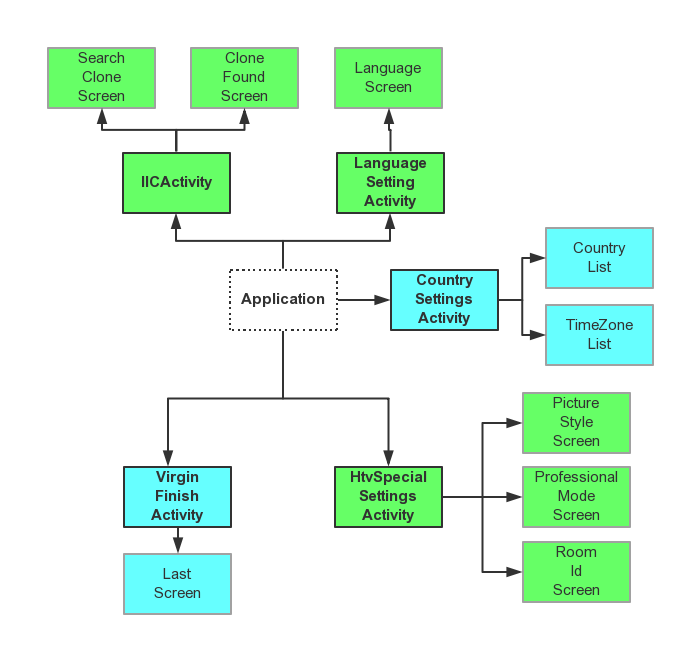 Search
Clone
Screen
Clone
Found
Screen
Language
Screen
IICActivity
Language
Setting
Activity
Application
Country
Settings
Activity
Country
List
TimeZone
List
Virgin
Finish
Activity
HtvSpecial
Settings
Activity
Picture
Style
Screen
Professional
Mode
Screen
Room
Id
Screen
Last
Screen